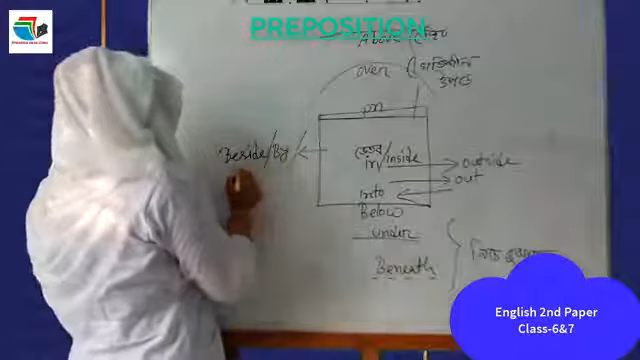 PREPOSITION
Above
over
on
Beside/By/
ভেতর
in/inside
outside
out
into
Below
under
Beneath
English 2nd Paper
Class-6&7